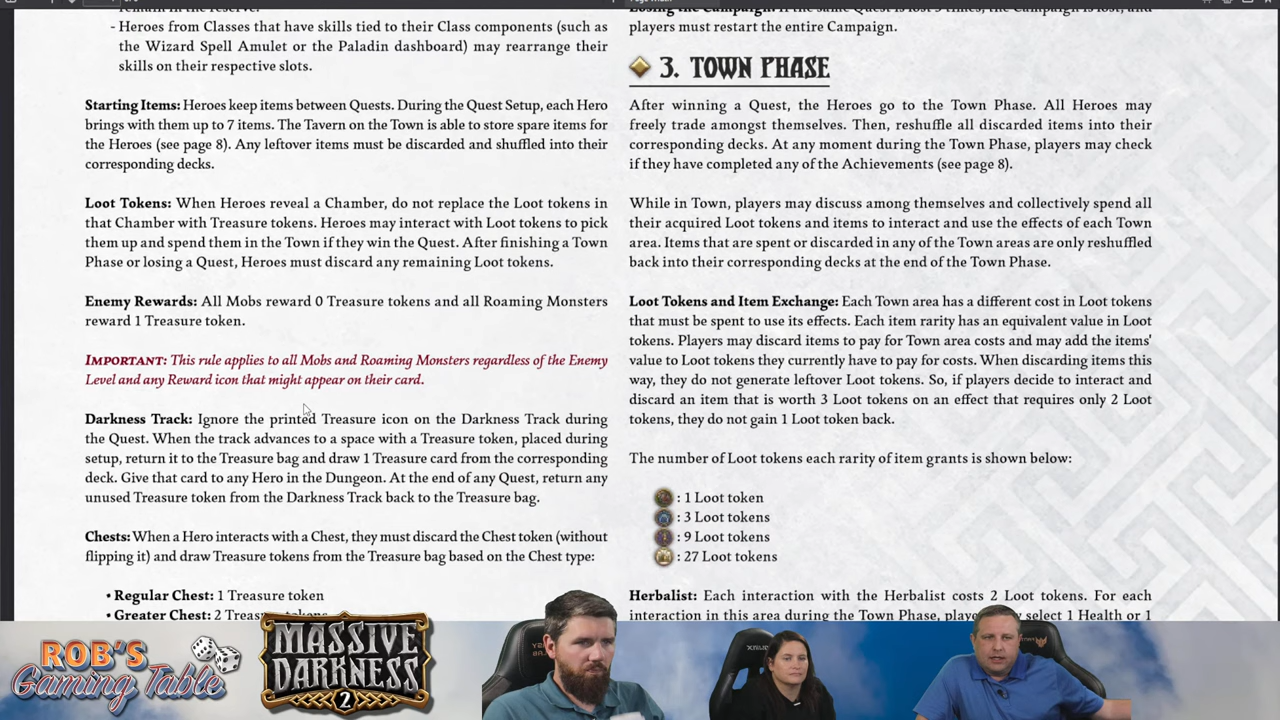 remain in the reserve.
- Heroes from Classes that have skills tied to their Class components (such as
the Wizard Spell Amulet or the Paladin dashboard) may rearrange their
skills on their respective slots.
Starting Items: Heroes keep items between Quests. During the Quest Setup, each Hero
brings with them up to 7 items. The Tavern on the Town is able to store spare items for
the Heroes (see page 8). Any leftover items must be discarded and shuffled into their
corresponding decks.
Loot Tokens: When Heroes reveal a Chamber, do not replace the Loot tokens in
that Chamber with Treasure tokens. Heroes may interact with Loot tokens to pick
them up and spend them in the Town if they win the Quest. After finishing a Town
Phase or losing a Quest, Heroes must discard any remaining Loot tokens.
Enemy Rewards: All Mobs reward 0 Treasure tokens and all Roaming Monsters
reward 1 Treasure token.
IMPORTANT: This rule applies to all Mobs and Roaming Monsters regardless of the Enemy
Level and any Reward icon that might appear on their card.
Darkness Track: Ignore the printed Treasure icon on the Darkness Track during
the Quest. When the track advances to a space with a Treasure token, placed during
setup, return it to the Treasure bag and draw 1 Treasure card from the corresponding
deck. Give that card to any Hero in the Dungeon. At the end of any Quest, return any
unused Treasure token from the Darkness Track back to the Treasure bag.
Chests: When a Hero interacts with a Chest, they must discard the Chest token (without
flipping it) and draw Treasure tokens from the Treasure bag based on the Chest type:
• Regular Chest: 1 Treasure token
• Greater Chest: 2 Treasure tokens
players must restart the entire Campaign.
3. TOWN PHASE
After winning a Quest, the Heroes go to the Town Phase. All Heroes may
freely trade amongst themselves. Then, reshuffle all discarded items into their
corresponding decks. At any moment during the Town Phase, players may check
if they have completed any of the Achievements (see page 8).
While in Town, players may discuss among themselves and collectively spend all
their acquired Loot tokens and items to interact and use the effects of each Town
area. Items that are spent or discarded in any of the Town areas are only reshuffled
back into their corresponding decks at the end of the Town Phase.
Loot Tokens and Item Exchange: Each Town area has a different cost in Loot tokens
that must be spent to use its effects. Each item rarity has an equivalent value in Loot
tokens. Players may discard items to pay for Town area costs and may add the items'
value to Loot tokens they currently have to pay for costs. When discarding items this
way, they do not generate leftover Loot tokens. So, if players decide to interact and
discard an item that is worth 3 Loot tokens on an effect that requires only 2 Loot
tokens, they do not gain 1 Loot token back.
The number of Loot tokens each rarity of item grants is shown below:
: 1 Loot token
: 3 Loot tokens
: 9 Loot tokens
: 27 Loot tokens
Herbalist: Each interaction with the Herbalist costs 2 Loot tokens. For each
interaction in this area during the Town Phase, select 1 Health or 1
ROB'S
Gaming Table
MASSIVE
DARKNESS
2